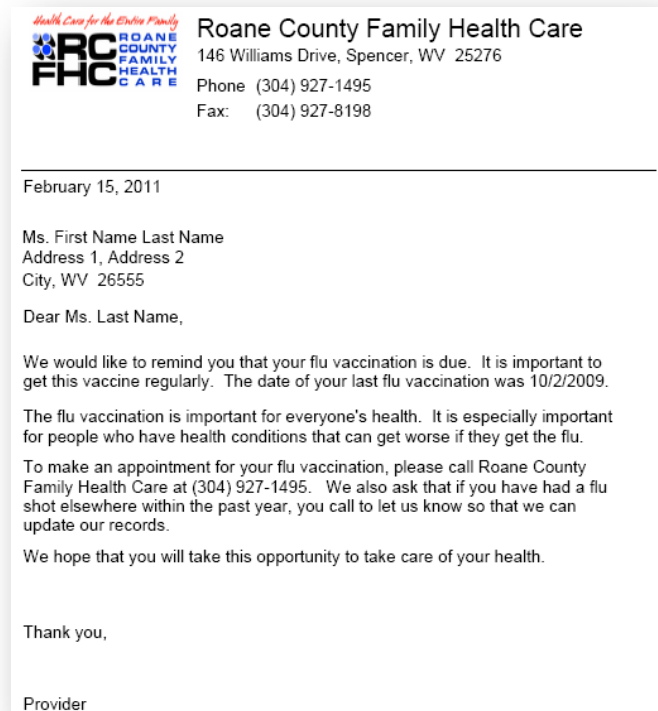 Health Care for the Entire Family
RCFHC
ROANE
COUNTY
FAMILY
HEALTH
CARE
Roane County Family Health Care
146 Williams Drive, Spencer, WV 25276
Phone (304) 927-1495
Fax: (304) 927-8198
February 15, 2011
Ms. First Name Last Name
Address 1, Address 2
City, WV 26555
Dear Ms. Last Name,
We would like to remind you that your flu vaccination is due. It is important to
get this vaccine regularly. The date of your last flu vaccination was 10/2/2009.
The flu vaccination is important for everyone's health. It is especially important
for people who have health conditions that can get worse if they get the flu.
To make an appointment for your flu vaccination, please call Roane County
Family Health Care at (304) 927-1495. We also ask that if you have had a flu
shot elsewhere within the past year, you call to let us know so that we can
update our records.
We hope that you will take this opportunity to take care of your health.
Thank you,
Provider